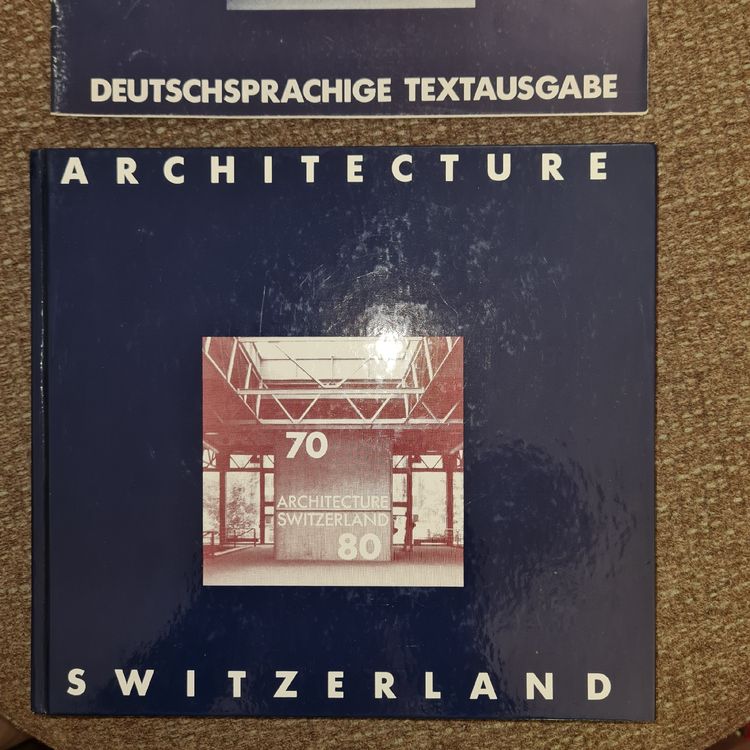 DEUTSCHSPRACHIGE TEXTAUSGABE
ARCHITECTURE
70
ARCHITECTURE
SWITZERLAND
80
SWITZERLAND